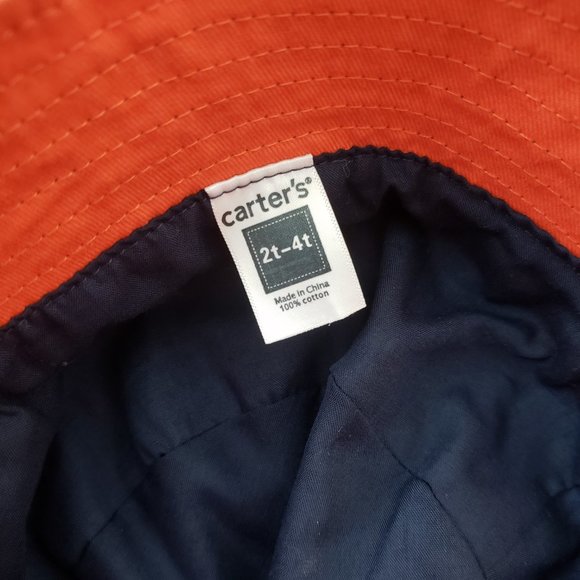 carter's®
2t-4t
Made in China
100% cotton